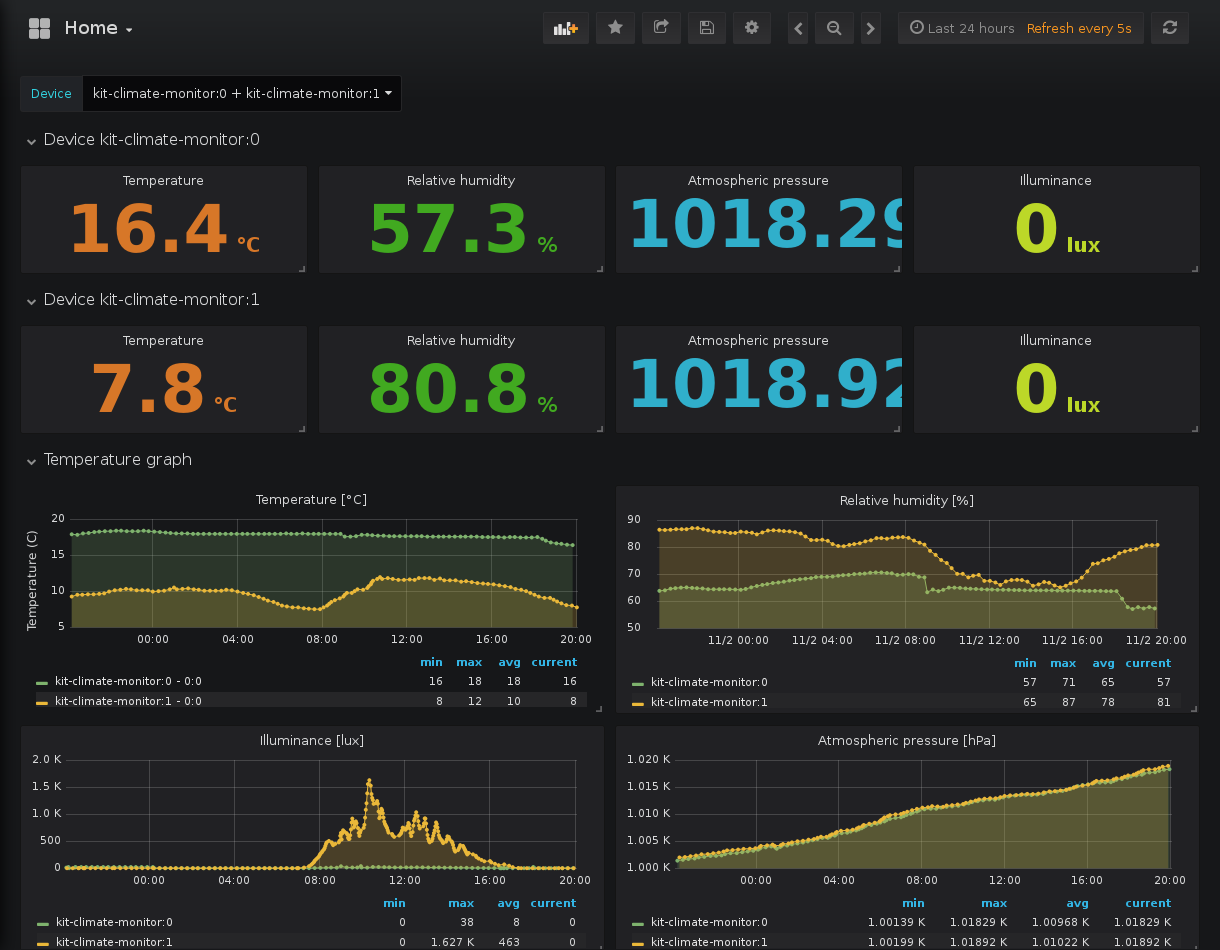 Home
Last 24 hours Refresh every 5s
Device kit-climate-monitor:0 + kit-climate-monitor:1
Device kit-climate-monitor:0
Temperature Relative humidity Atmospheric pressure Illuminance
16.4 °C 57.3 % 1018.29 0 lux
Device kit-climate-monitor:1
Temperature Relative humidity Atmospheric pressure Illuminance
7.8 °C 80.8 % 1018.92 0 lux
Temperature graph
Temperature [°C]
Temperature (C)
20
15
10
5
00:00 04:00 08:00 12:00 16:00 20:00
min max avg current
kit-climate-monitor:0 - 0:0 16 18 18 16
kit-climate-monitor:1 - 0:0 8 12 10 8
Relative humidity [%]
90
80
70
60
50
11/2 00:00 11/2 04:00 11/2 08:00 11/2 12:00 11/2 16:00 11/2 20:00
min max avg current
kit-climate-monitor:0 57 71 65 57
kit-climate-monitor:1 65 87 78 81
Illuminance [lux]
2.0 K
1.5 K
1.0 K
500
0
00:00 04:00 08:00 12:00 16:00 20:00
min max avg current
kit-climate-monitor:0 0 38 8 0
kit-climate-monitor:1 0 1.627 K 463 0
Atmospheric pressure [hPa]
1.020 K
1.015 K
1.010 K
1.005 K
1.000 K
00:00 04:00 08:00 12:00 16:00 20:00
min max avg current
kit-climate-monitor:0 1.00139 K 1.01829 K 1.00968 K 1.01829 K
kit-climate-monitor:1 1.00199 K 1.01892 K 1.01022 K 1.01892 K